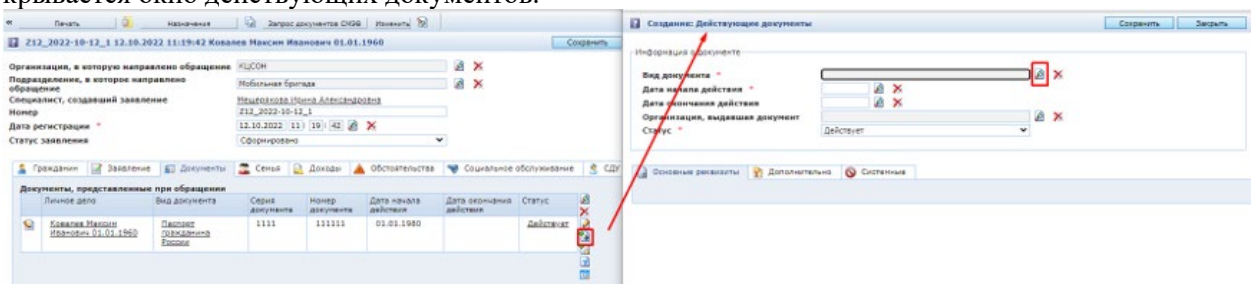 крывается окно действующих документов.
Печать
Назначения
Запрос документов СМЭВ
Изменить
Z12_2022-10-12_1 12.10.2022 11:19:42 Ковалев Максим Иванович 01.01.1960
Сохранить
Организация, в которую направлено обращение КЦСОН
Подразделение, в которое направлено обращение Мобильная бригада
Специалист, создавший заявление Мещерякова Ирина Александровна
Номер Z12_2022-10-12_1
Дата регистрации * 12.10.2022 11 : 19 : 42
Статус заявления Сформировано
Гражданин Заявление Документы Семья Доходы Обстоятельства Социальное обслуживание СДУ
Документы, представленные при обращении
Личное дело Вид документа Серия документа Номер документа Дата начала действия Дата окончания действия Статус
Ковалев Максим Иванович 01.01.1960 Паспорт гражданина России 1111 111111 01.01.1980 Действует
Создание: Действующие документы
Сохранить Закрыть
Информация о документе
Вид документа *
Дата начала действия *
Дата окончания действия
Организация, выдавшая документ
Статус * Действует
Основные реквизиты Дополнительно Системные